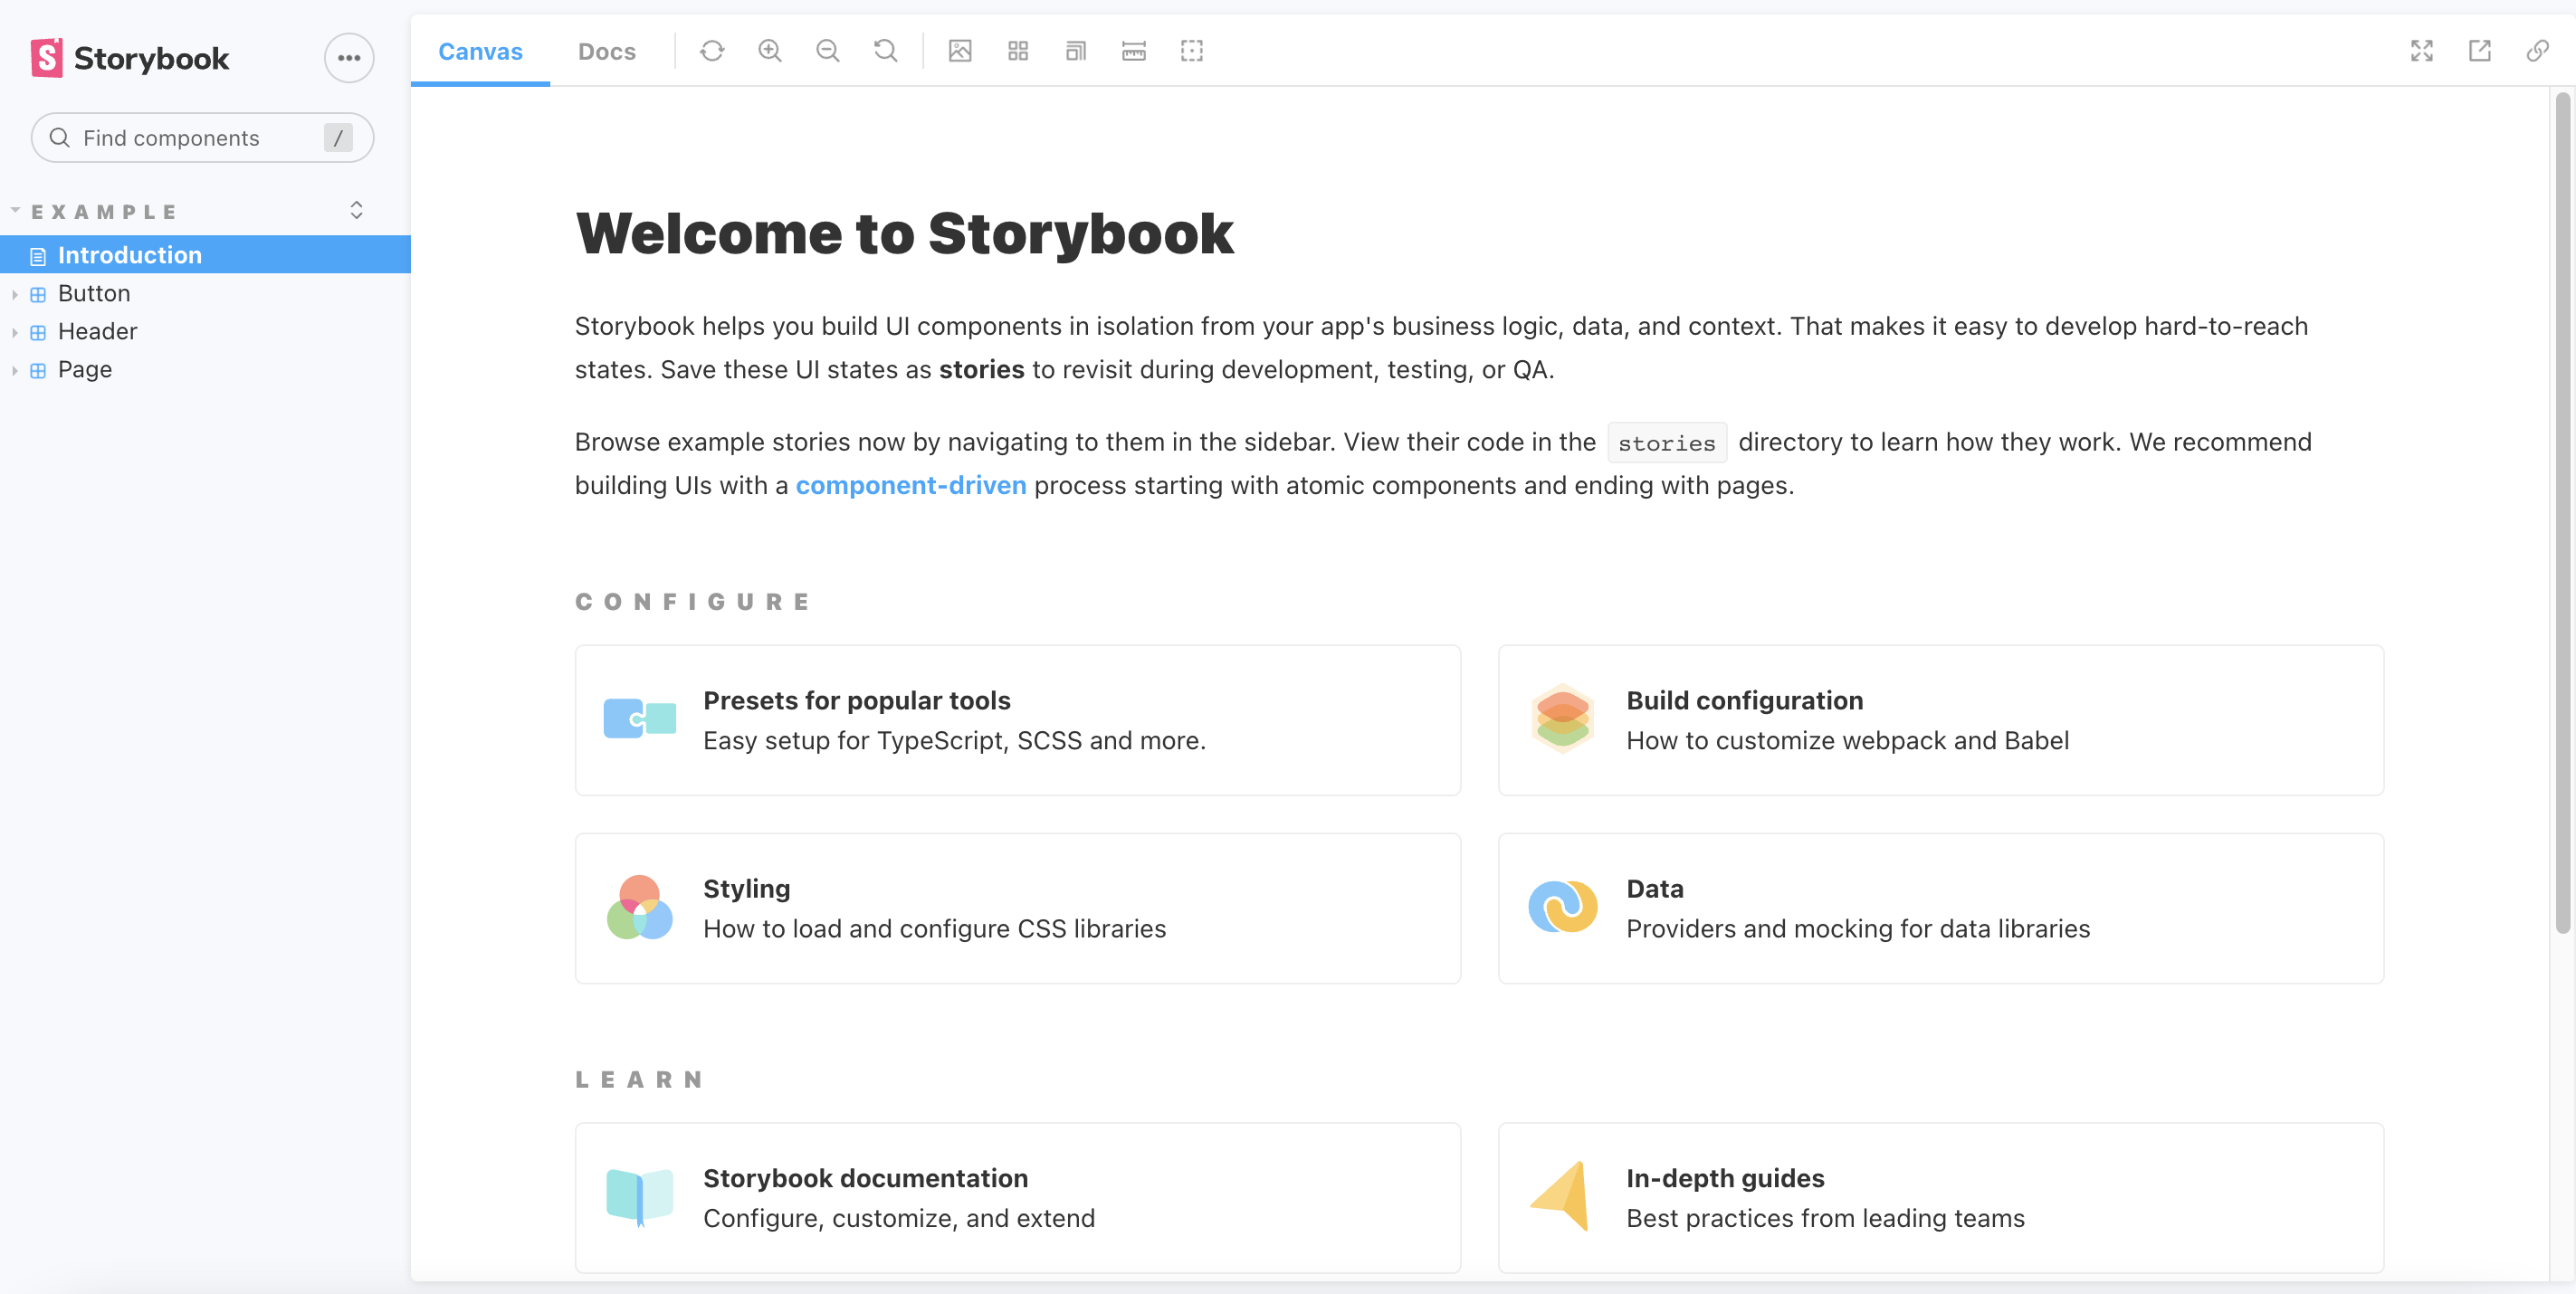 Storybook
Find components /
EXAMPLE
Introduction
Button
Header
Page
Canvas Docs
Welcome to Storybook
Storybook helps you build UI components in isolation from your app's business logic, data, and context. That makes it easy to develop hard-to-reach
states. Save these UI states as stories to revisit during development, testing, or QA.
Browse example stories now by navigating to them in the sidebar. View their code in the stories directory to learn how they work. We recommend
building UIs with a component-driven process starting with atomic components and ending with pages.
CONFIGURE
Presets for popular tools
Easy setup for TypeScript, SCSS and more.
Build configuration
How to customize webpack and Babel
Styling
How to load and configure CSS libraries
Data
Providers and mocking for data libraries
LEARN
Storybook documentation
Configure, customize, and extend
In-depth guides
Best practices from leading teams